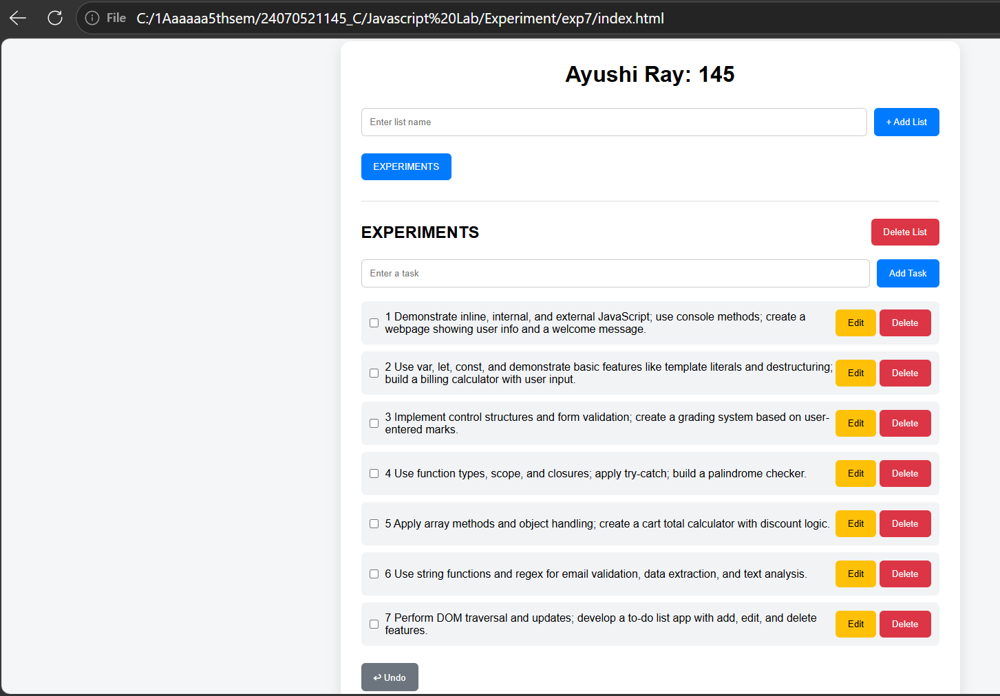 File C:/1Aaaaaa5thsem/24070521145_C/Javascript%20Lab/Experiment/exp7/index.html
Ayushi Ray: 145
Enter list name
+ Add List
EXPERIMENTS
EXPERIMENTS
Delete List
Enter a task
Add Task
1 Demonstrate inline, internal, and external JavaScript; use console methods; create a
webpage showing user info and a welcome message.
Edit
Delete
2 Use var, let, const, and demonstrate basic features like template literals and destructuring;
build a billing calculator with user input.
Edit
Delete
3 Implement control structures and form validation; create a grading system based on user-
entered marks.
Edit
Delete
4 Use function types, scope, and closures; apply try-catch; build a palindrome checker.
Edit
Delete
5 Apply array methods and object handling; create a cart total calculator with discount logic.
Edit
Delete
6 Use string functions and regex for email validation, data extraction, and text analysis.
Edit
Delete
7 Perform DOM traversal and updates; develop a to-do list app with add, edit, and delete
features.
Edit
Delete
↩ Undo